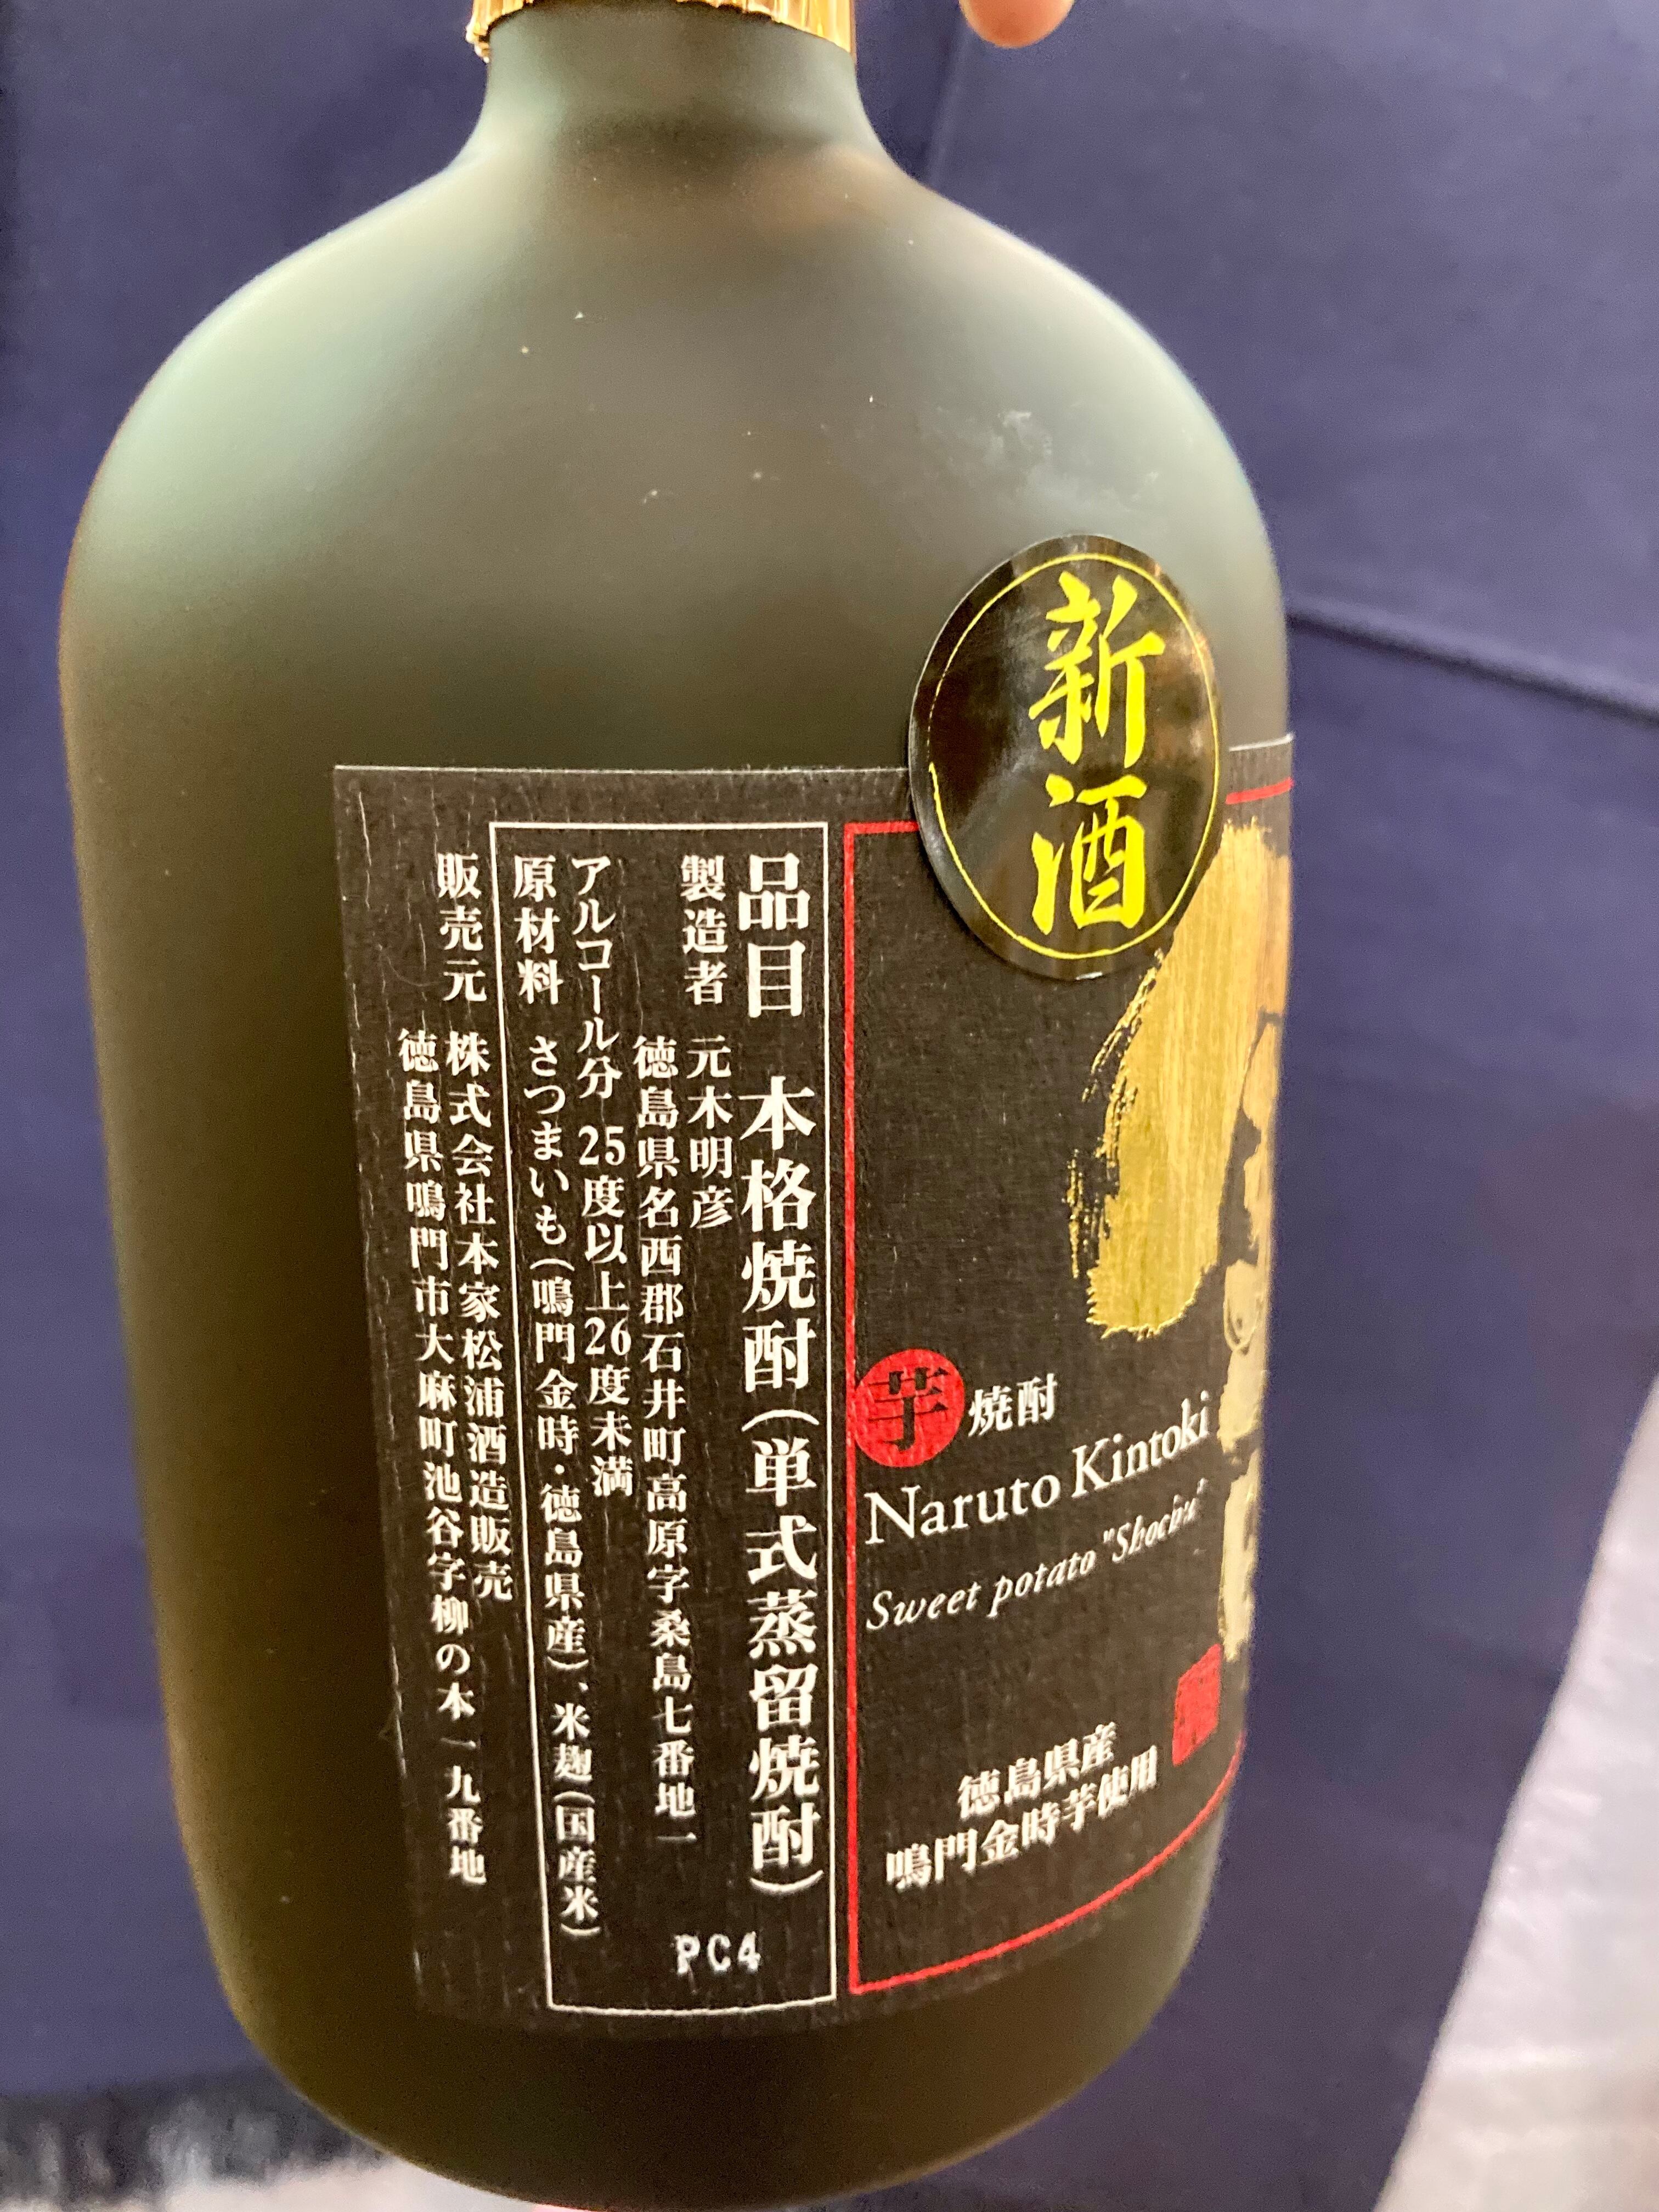 新酒
芋焼酎
Naruto Kintoki
Sweet potato "Shochu"
徳島県産
鳴門金時芋使用
品目 本格焼酎(単式蒸留焼酎)
製造者 元木明彦
徳島県名西郡石井町高原字桑島七番地一
アルコール分 25度以上26度未満
原材料 さつまいも(鳴門金時・徳島県産)、米麹(国産米)
販売元 株式会社本家松浦酒造販売
徳島県鳴門市大麻町池谷字柳の本一九番地
PC4